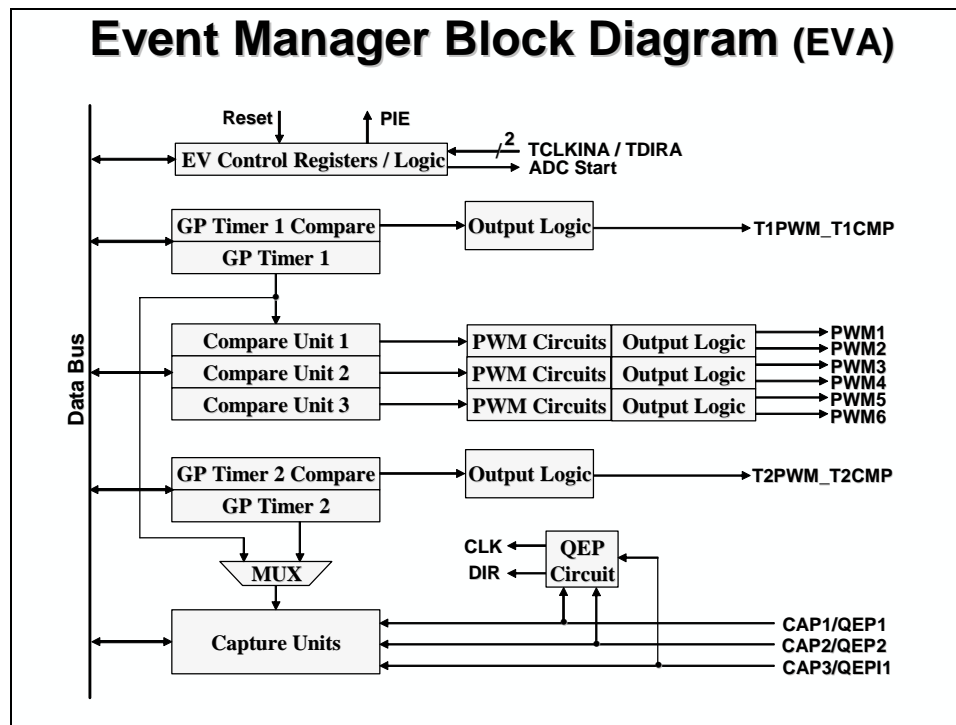 Event Manager Block Diagram (EVA)
Reset
PIE
2
TCLKINA / TDIRA
EV Control Registers / Logic
ADC Start
GP Timer 1 Compare
Output Logic
T1PWM_T1CMP
GP Timer 1
Data Bus
Compare Unit 1
PWM Circuits
Output Logic
PWM1
PWM2
Compare Unit 2
PWM Circuits
Output Logic
PWM3
PWM4
Compare Unit 3
PWM Circuits
Output Logic
PWM5
PWM6
GP Timer 2 Compare
Output Logic
T2PWM_T2CMP
GP Timer 2
MUX
CLK
DIR
QEP
Circuit
Capture Units
CAP1/QEP1
CAP2/QEP2
CAP3/QEPI1